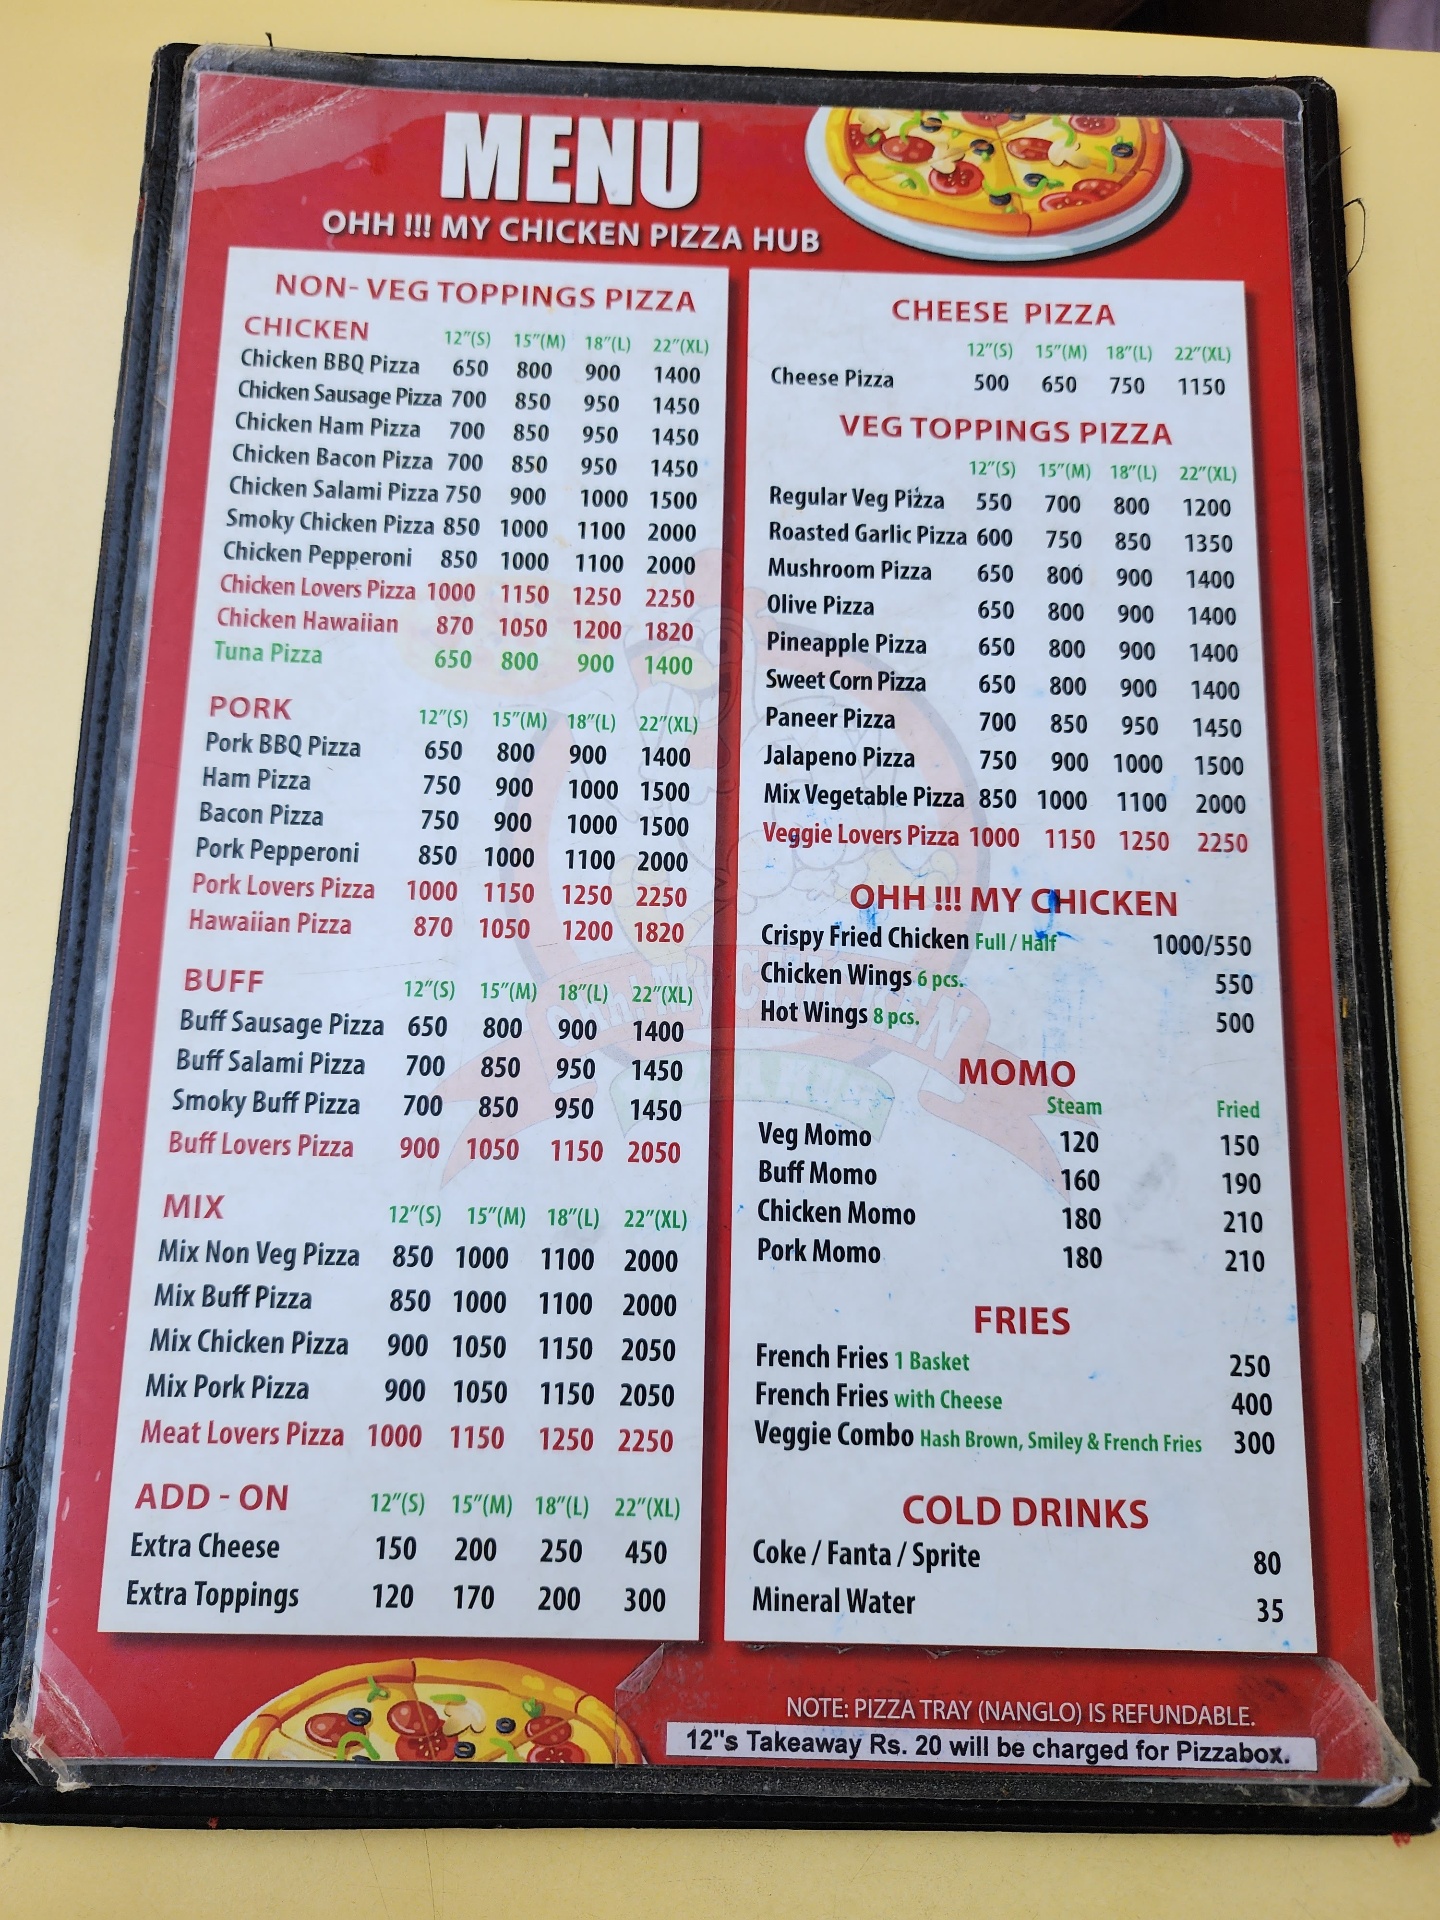 MENU
OHH !!! MY CHICKEN PIZZA HUB
NON- VEG TOPPINGS PIZZA
CHICKEN 12"(S) 15"(M) 18"(L) 22"(XL)
Chicken BBQ Pizza 650 800 900 1400
Chicken Sausage Pizza 700 850 950 1450
Chicken Ham Pizza 700 850 950 1450
Chicken Bacon Pizza 700 850 950 1450
Chicken Salami Pizza 750 900 1000 1500
Smoky Chicken Pizza 850 1000 1100 2000
Chicken Pepperoni 850 1000 1100 2000
Chicken Lovers Pizza 1000 1150 1250 2250
Chicken Hawaiian 870 1050 1200 1820
Tuna Pizza 650 800 900 1400
PORK 12"(S) 15"(M) 18"(L) 22"(XL)
Pork BBQ Pizza 650 800 900 1400
Ham Pizza 750 900 1000 1500
Bacon Pizza 750 900 1000 1500
Pork Pepperoni 850 1000 1100 2000
Pork Lovers Pizza 1000 1150 1250 2250
Hawaiian Pizza 870 1050 1200 1820
BUFF 12"(S) 15"(M) 18"(L) 22"(XL)
Buff Sausage Pizza 650 800 900 1400
Buff Salami Pizza 700 850 950 1450
Smoky Buff Pizza 700 850 950 1450
Buff Lovers Pizza 900 1050 1150 2050
MIX 12"(S) 15"(M) 18"(L) 22"(XL)
Mix Non Veg Pizza 850 1000 1100 2000
Mix Buff Pizza 850 1000 1100 2000
Mix Chicken Pizza 900 1050 1150 2050
Mix Pork Pizza 900 1050 1150 2050
Meat Lovers Pizza 1000 1150 1250 2250
ADD - ON 12"(S) 15"(M) 18"(L) 22"(XL)
Extra Cheese 150 200 250 450
Extra Toppings 120 170 200 300
CHEESE PIZZA
12"(S) 15"(M) 18"(L) 22"(XL)
Cheese Pizza 500 650 750 1150
VEG TOPPINGS PIZZA
12"(S) 15"(M) 18"(L) 22"(XL)
Regular Veg Pizza 550 700 800 1200
Roasted Garlic Pizza 600 750 850 1350
Mushroom Pizza 650 800 900 1400
Olive Pizza 650 800 900 1400
Pineapple Pizza 650 800 900 1400
Sweet Corn Pizza 650 800 900 1400
Paneer Pizza 700 850 950 1450
Jalapeno Pizza 750 900 1000 1500
Mix Vegetable Pizza 850 1000 1100 2000
Veggie Lovers Pizza 1000 1150 1250 2250
OHH !!! MY CHICKEN
Crispy Fried Chicken Full / Half 1000/550
Chicken Wings 6 pcs. 550
Hot Wings 8 pcs. 500
MOMO
Steam Fried
Veg Momo 120 150
Buff Momo 160 190
Chicken Momo 180 210
Pork Momo 180 210
FRIES
French Fries 1 Basket 250
French Fries with Cheese 400
Veggie Combo Hash Brown, Smiley & French Fries 300
COLD DRINKS
Coke / Fanta / Sprite 80
Mineral Water 35
NOTE: PIZZA TRAY (NANGLO) IS REFUNDABLE.
12"s Takeaway Rs. 20 will be charged for Pizzabox.